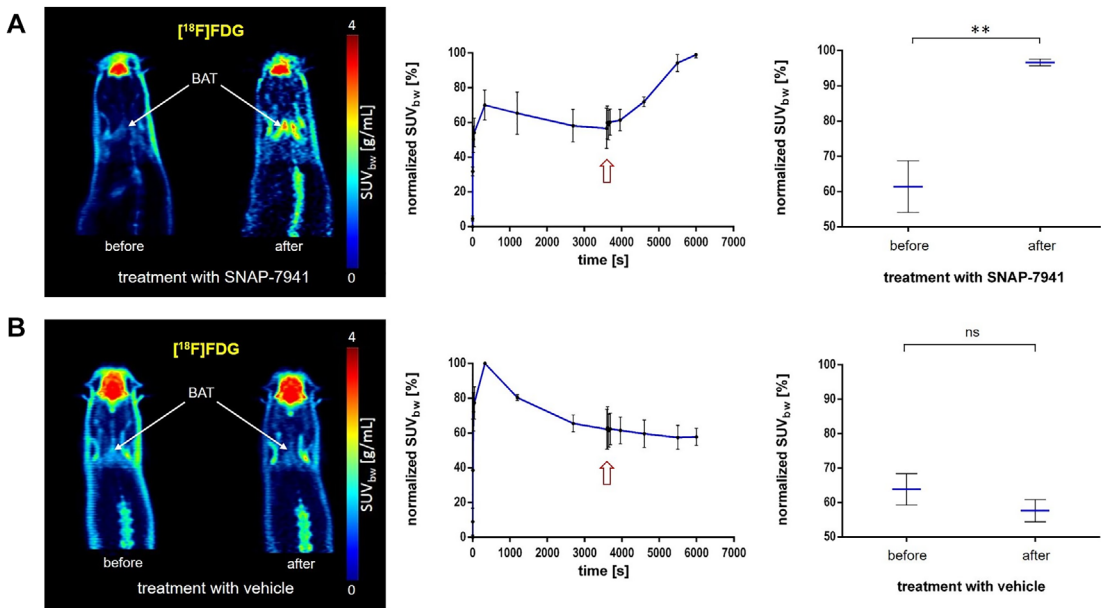 A
[¹⁸F]FDG
4
BAT
SUVbw [g/mL]
before
after
0
treatment with SNAP-7941
normalized SUVbw [%]
100
80
60
40
20
0
0 1000 2000 3000 4000 5000 6000 7000
time [s]
**
normalized SUVbw [%]
100
90
80
70
60
50
before after
treatment with SNAP-7941
B
[¹⁸F]FDG
4
BAT
SUVbw [g/mL]
before
after
0
treatment with vehicle
normalized SUVbw [%]
100
80
60
40
20
0
0 1000 2000 3000 4000 5000 6000 7000
time [s]
ns
normalized SUVbw [%]
100
90
80
70
60
50
before after
treatment with vehicle